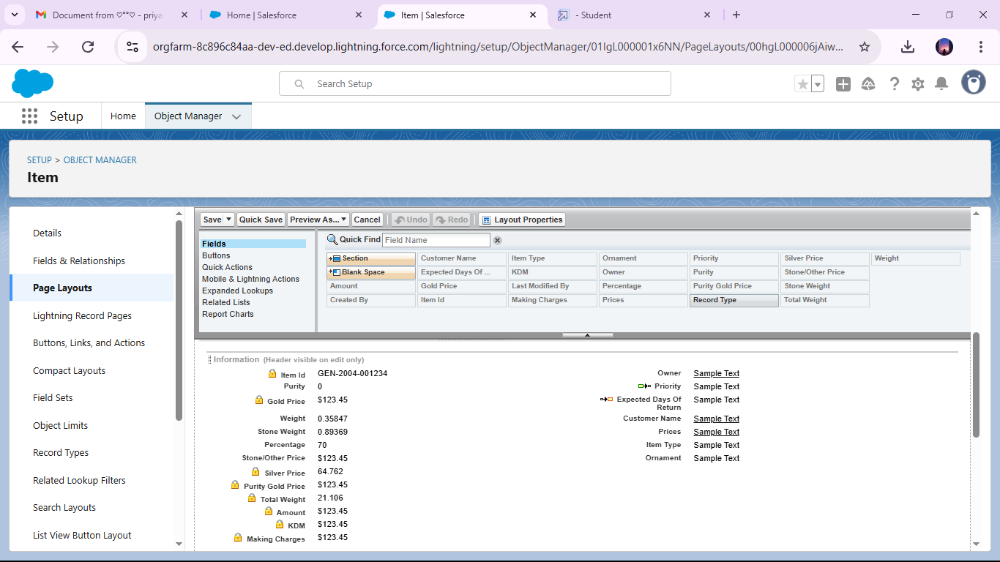 Document from ♡°°♡ - priya
Home | Salesforce
Item | Salesforce
- Student
orgfarm-8c896c84aa-dev-ed.develop.lightning.force.com/lightning/setup/ObjectManager/01IgL000001x6NN/PageLayouts/00hgL000006jAiw...
Search Setup
Setup
Home
Object Manager
SETUP > OBJECT MANAGER
Item
Details
Fields & Relationships
Page Layouts
Lightning Record Pages
Buttons, Links, and Actions
Compact Layouts
Field Sets
Object Limits
Record Types
Related Lookup Filters
Search Layouts
List View Button Layout
Save Quick Save Preview As... Cancel Undo Redo Layout Properties
Fields
Buttons
Quick Actions
Mobile & Lightning Actions
Expanded Lookups
Related Lists
Report Charts
Quick Find Field Name
Section Customer Name Item Type Ornament Priority Silver Price Weight
Blank Space Expected Days Of ... KDM Owner Purity Stone/Other Price
Amount Gold Price Last Modified By Percentage Purity Gold Price Stone Weight
Created By Item Id Making Charges Prices Record Type Total Weight
Information (Header visible on edit only)
Item Id GEN-2004-001234
Purity 0
Gold Price $123.45
Weight 0.35847
Stone Weight 0.89369
Percentage 70
Stone/Other Price $123.45
Silver Price 64.762
Purity Gold Price $123.45
Total Weight 21.106
Amount $123.45
KDM $123.45
Making Charges $123.45
Owner Sample Text
Priority Sample Text
Expected Days Of Sample Text
Return
Customer Name Sample Text
Prices Sample Text
Item Type Sample Text
Ornament Sample Text